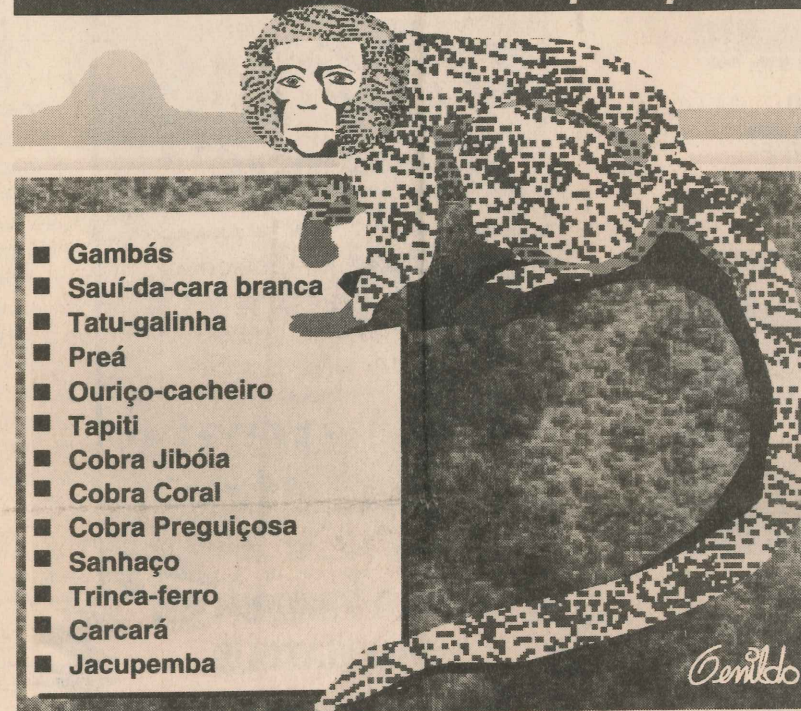 ■ Gambás
■ Sauí-da-cara branca
■ Tatu-galinha
■ Preá
■ Ouriço-cacheiro
■ Tapiti
■ Cobra Jibóia
■ Cobra Coral
■ Cobra Preguiçosa
■ Sanhaço
■ Trinca-ferro
■ Carcará
■ Jacupemba
Genildo